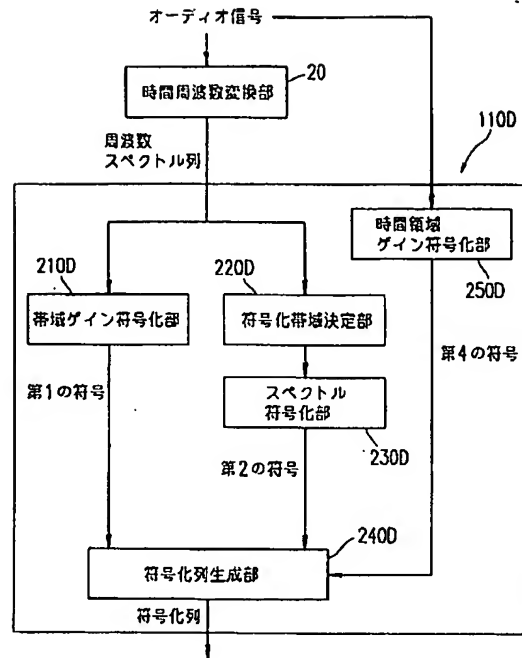 オーディオ信号
20
時間周波数変換部
110D
周波数
スペクトル列
時間領域
ゲイン符号化部
210D
220D
250D
帯域ゲイン符号化部
符号化帯域決定部
第1の符号
第4の符号
スペクトル
符号化部
230D
第2の符号
240D
符号化列生成部
符号化列